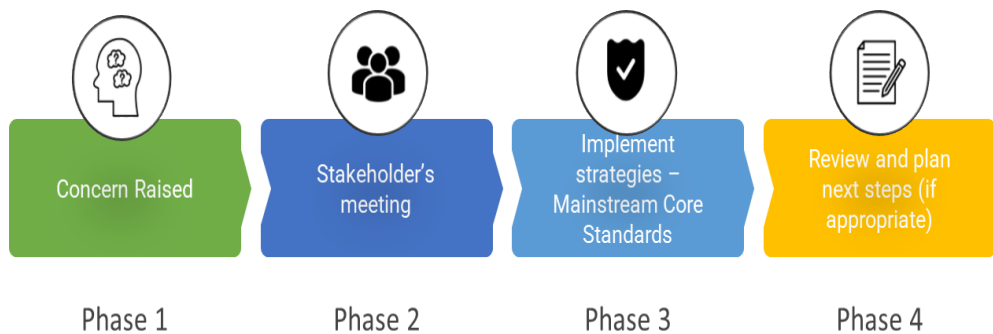 Concern Raised
Stakeholder’s
meeting
Implement
strategies –
Mainstream Core
Standards
Review and plan
next steps (if
appropriate)
Phase 1
Phase 2
Phase 3
Phase 4